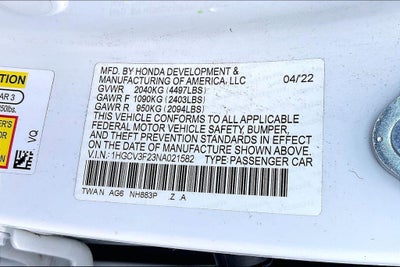 MFD. BY HONDA DEVELOPMENT &
MANUFACTURING OF AMERICA, LLC 04/22
GVWR 2040KG (4497LBS)
GAWR F 1090KG (2403LBS)
GAWR R 950KG (2094LBS)
THIS VEHICLE CONFORMS TO ALL APPLICABLE
FEDERAL MOTOR VEHICLE SAFETY, BUMPER,
AND THEFT PREVENTION STANDARDS IN EFFECT
ON THE DATE OF MANUFACTURE SHOWN ABOVE.
V.I.N.: 1HGCV3F23NA021582 TYPE:PASSENGER CAR
TWA N AG6 NH883P Z A
VQ